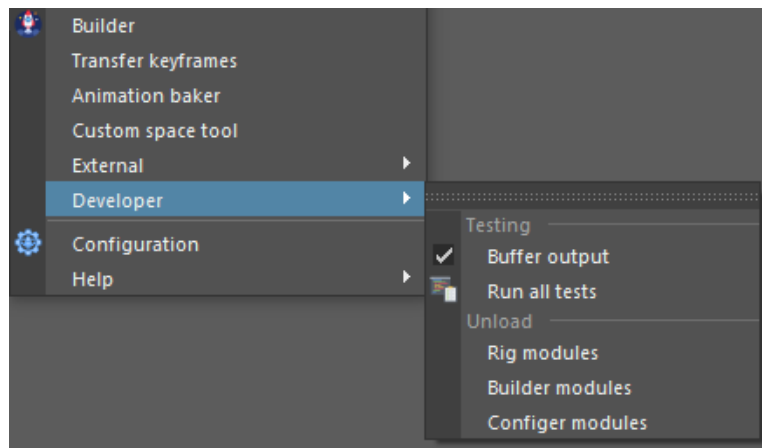 Builder
Transfer keyframes
Animation baker
Custom space tool
External
Developer
Configuration
Help
Testing
Buffer output
Run all tests
Unload
Rig modules
Builder modules
Configer modules